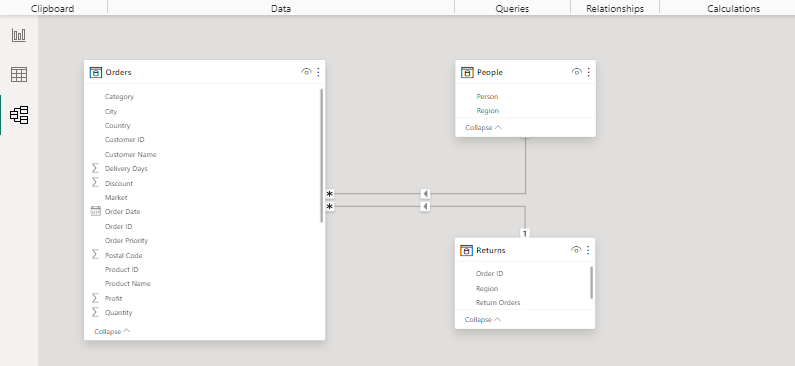 Clipboard Data Queries Relationships Calculations
Orders
Category
City
Country
Customer ID
Customer Name
Delivery Days
Discount
Market
Order Date
Order ID
Order Priority
Postal Code
Product ID
Product Name
Profit
Quantity
Collapse
People
Person
Region
Collapse
* 
*
1
Returns
Order ID
Region
Return Orders
Collapse